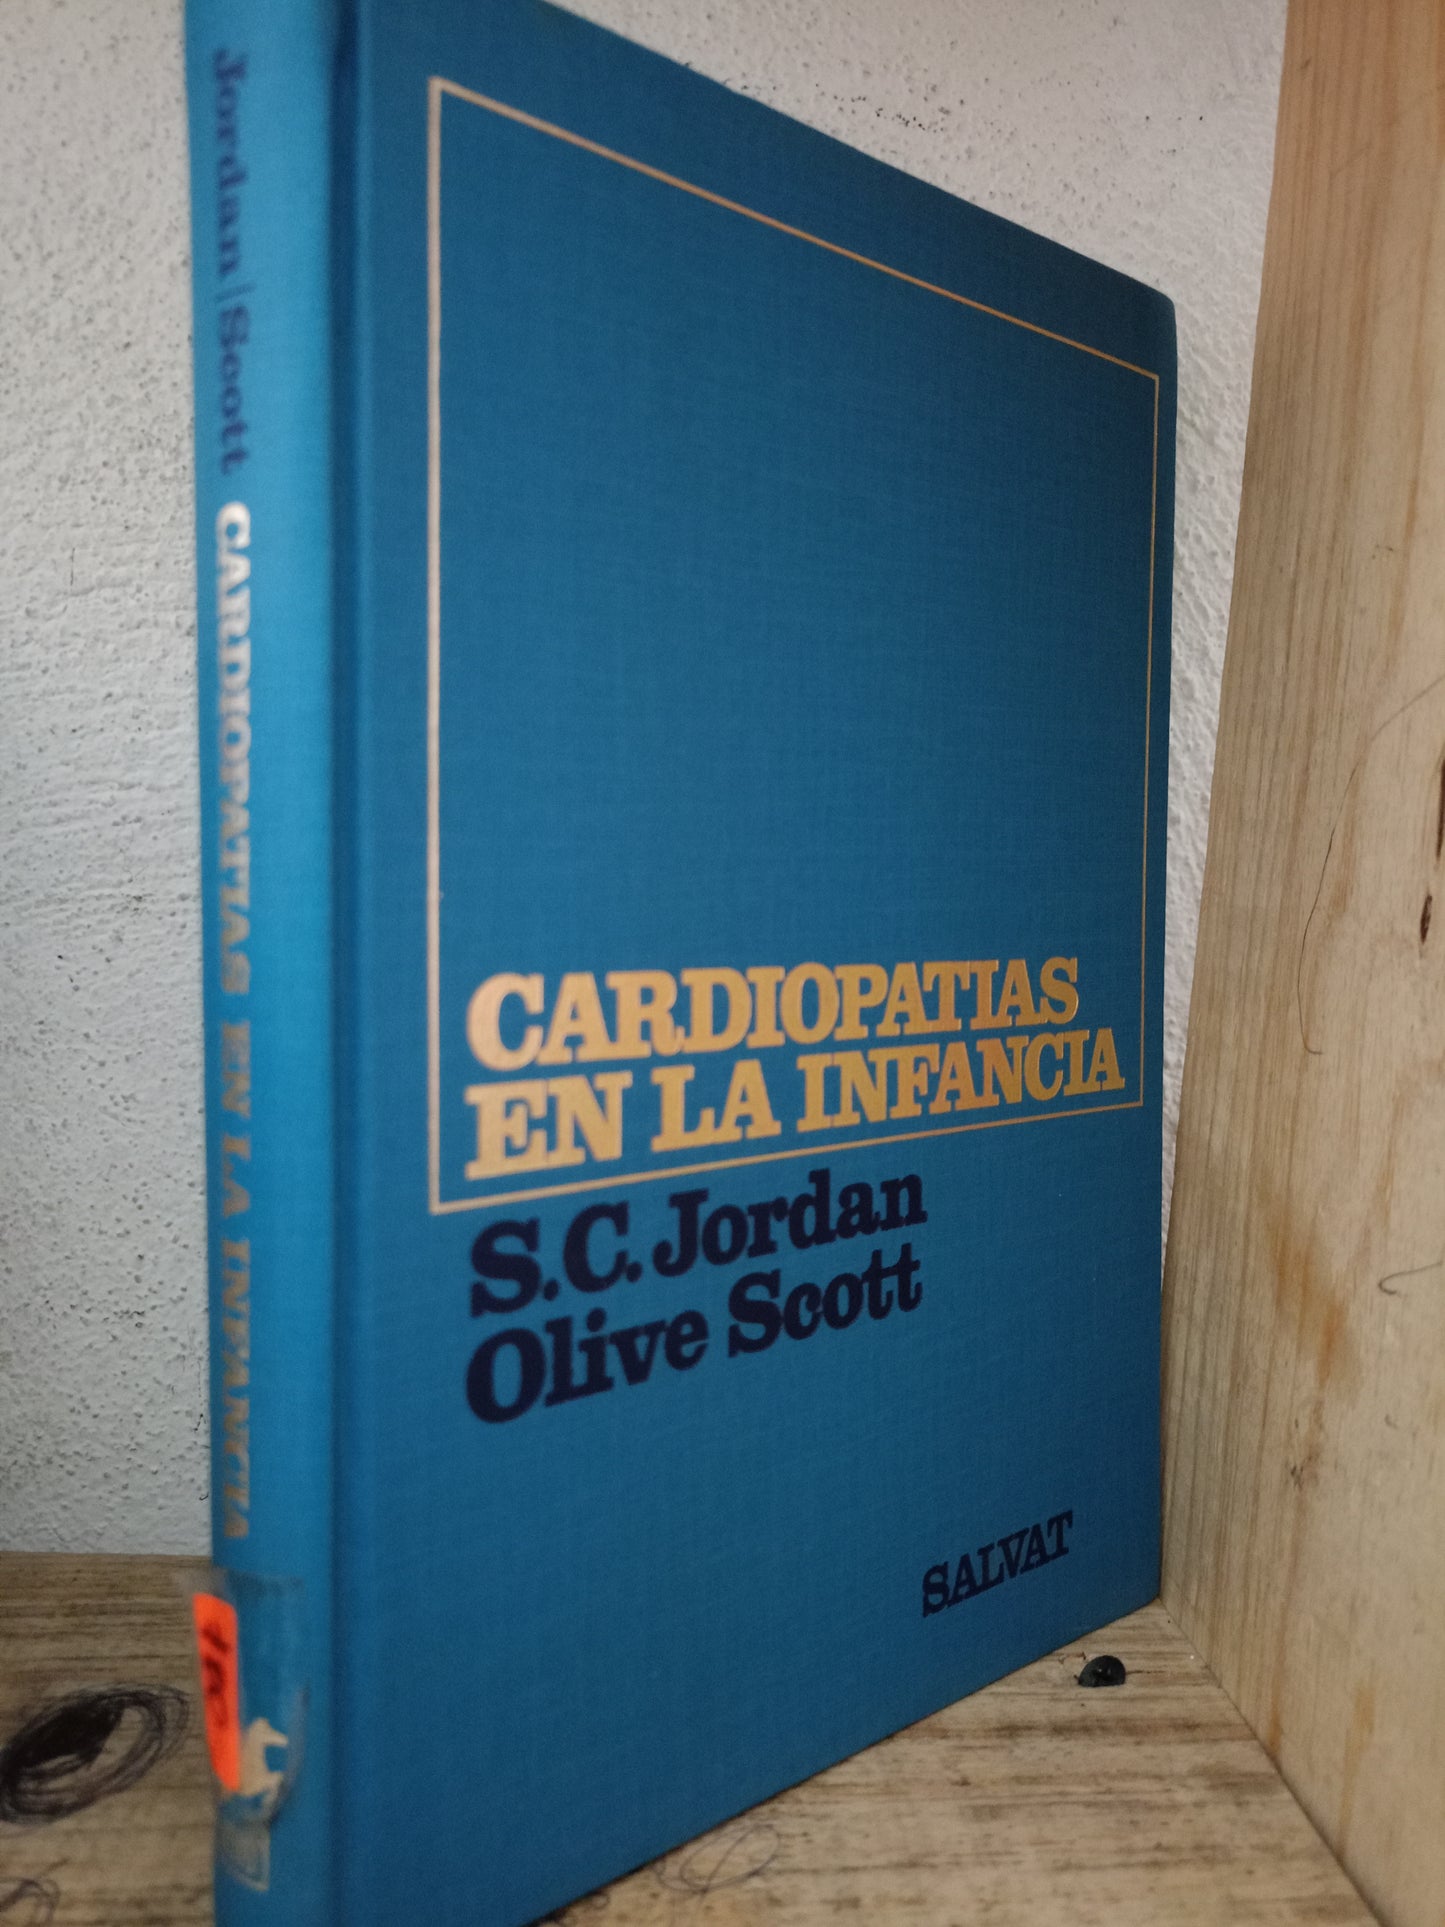 Jordan | Scott CARDIOPATIAS EN LA INFANCIA
CARDIOPATIAS
EN LA INFANCIA
S.C. Jordan
Olive Scott
SALVAT